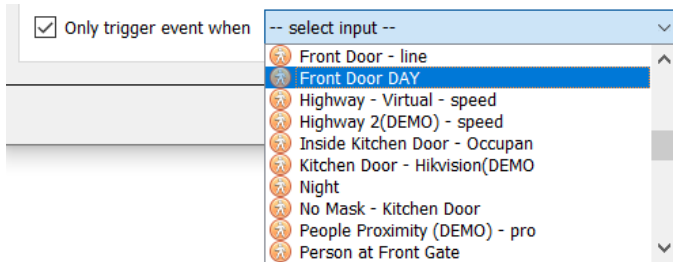 Only trigger event when -- select input --
Front Door - line
Front Door DAY
Highway - Virtual - speed
Highway 2(DEMO) - speed
Inside Kitchen Door - Occupan
Kitchen Door - Hikvision(DEMO
Night
No Mask - Kitchen Door
People Proximity (DEMO) - pro
Person at Front Gate